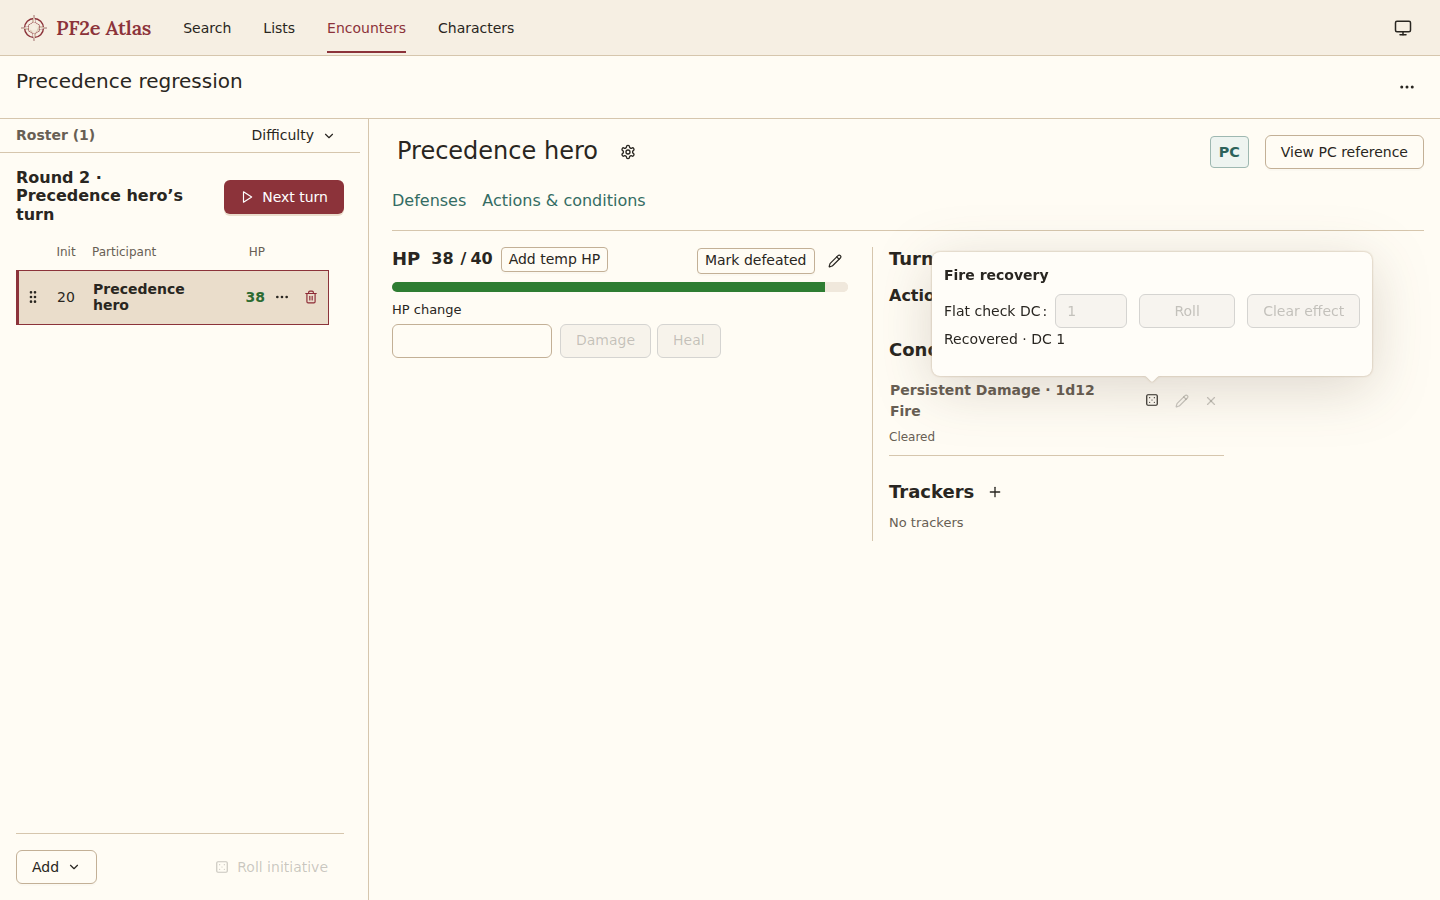 PF2e Atlas
Search
Lists
Encounters
Characters
Precedence regression
Roster (1)
Difficulty
Round 2 ·
Precedence hero’s
turn
Next turn
Init
Participant
HP
20
Precedence
hero
38
Add
Roll initiative
Precedence hero
PC
View PC reference
Defenses
Actions & conditions
HP 38 / 40
Add temp HP
Mark defeated
HP change
Damage
Heal
Turn
Fire recovery
Flat check DC:
1
Roll
Clear effect
Recovered · DC 1
Persistent Damage · 1d12
Fire
Cleared
Trackers
No trackers